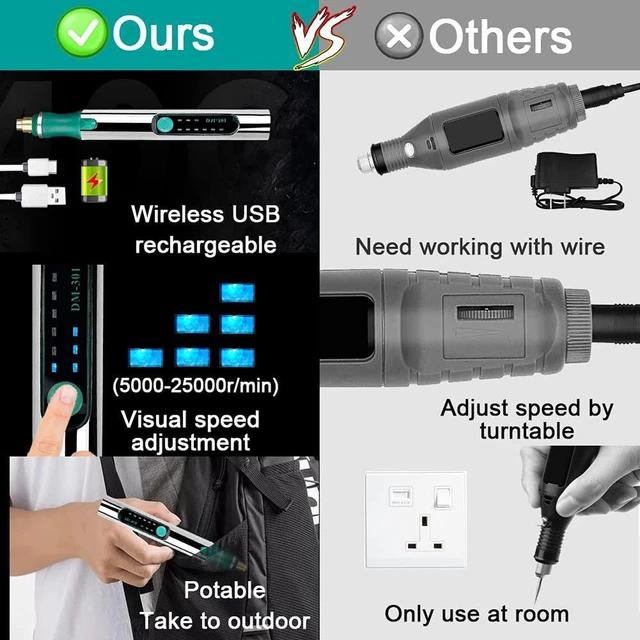 Ours
VS
Others
DM-301
Wireless USB
rechargeable
Need working with wire
DM-301
(5000-25000r/min)
Visual speed
adjustment
Adjust speed by
turntable
Potable
Take to outdoor
Only use at room